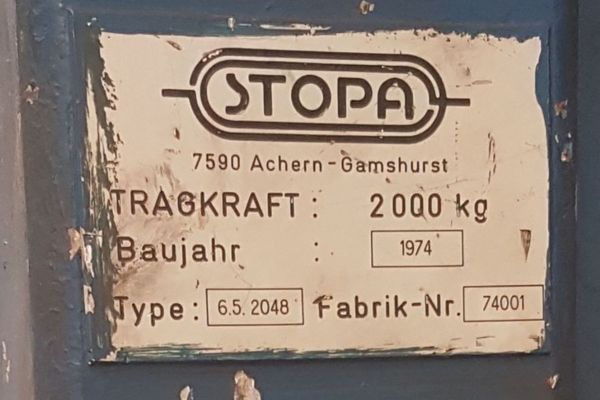 STOPA
7590 Achern-Gamshurst
TRAGKRAFT : 2000 kg
Baujahr : 1974
Type: 6.5. 2048 Fabrik-Nr. 74001